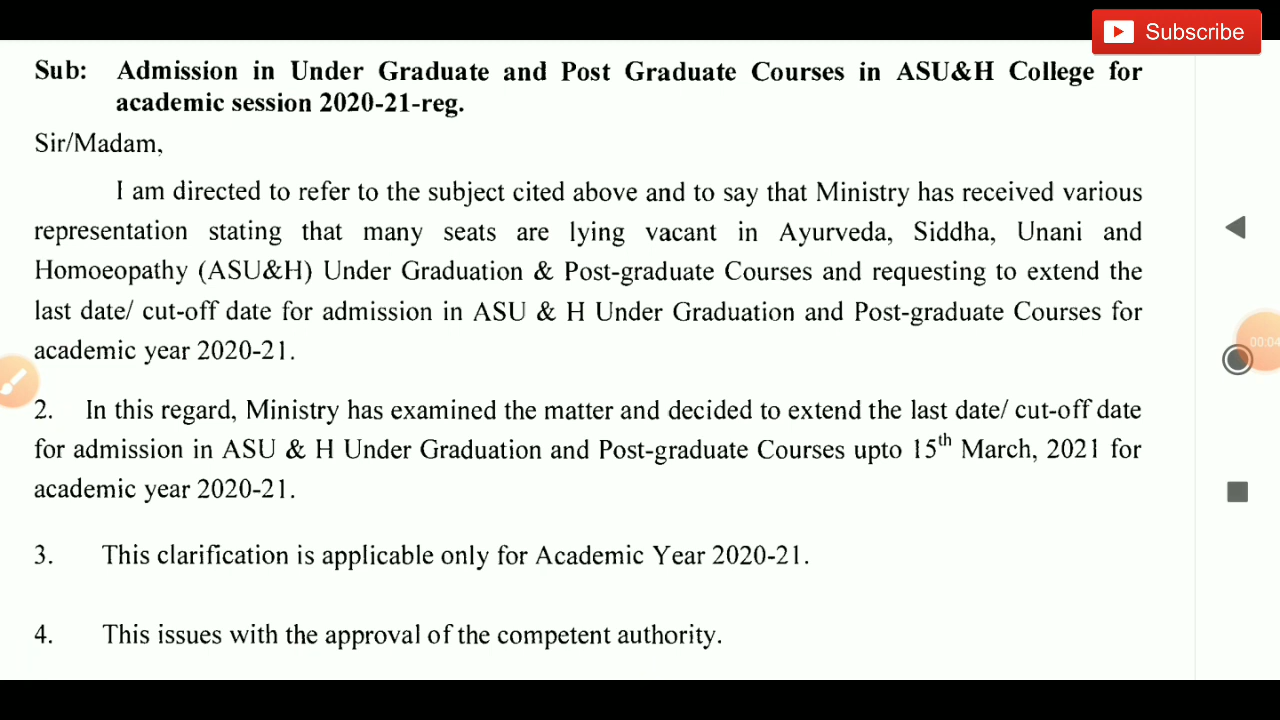 Subscribe
Sub: Admission in Under Graduate and Post Graduate Courses in ASU&H College for
academic session 2020-21-reg.
Sir/Madam,
I am directed to refer to the subject cited above and to say that Ministry has received various
representation stating that many seats are lying vacant in Ayurveda, Siddha, Unani and
Homoeopathy (ASU&H) Under Graduation & Post-graduate Courses and requesting to extend the
last date/ cut-off date for admission in ASU & H Under Graduation and Post-graduate Courses for
academic year 2020-21.
00:04
2. In this regard, Ministry has examined the matter and decided to extend the last date/ cut-off date
for admission in ASU & H Under Graduation and Post-graduate Courses upto 15th March, 2021 for
academic year 2020-21.
3. This clarification is applicable only for Academic Year 2020-21.
4. This issues with the approval of the competent authority.